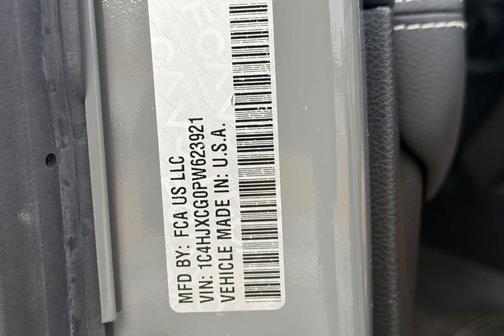 MFD BY: FCA US LLC
VIN: 1C4HJXCG0PW623921
VEHICLE MADE IN: U.S.A.